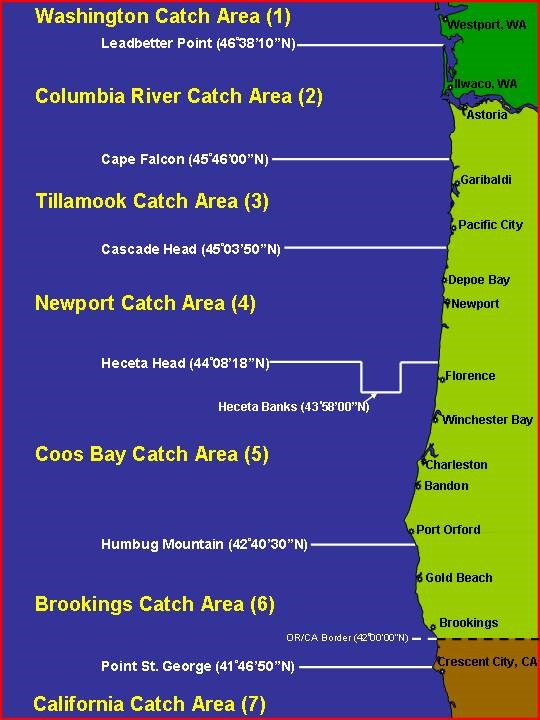 Washington Catch Area (1)
Westport, WA
Leadbetter Point (46°38'10"N)
Ilwaco, WA
Columbia River Catch Area (2)
Astoria
Cape Falcon (45°46'00"N)
Garibaldi
Tillamook Catch Area (3)
Pacific City
Cascade Head (45°03'50"N)
Depoe Bay
Newport Catch Area (4)
Newport
Heceta Head (44°08'18"N)
Florence
Heceta Banks (43°58'00"N)
Winchester Bay
Coos Bay Catch Area (5)
Charleston
Bandon
Port Orford
Humbug Mountain (42°40'30"N)
Gold Beach
Brookings Catch Area (6)
Brookings
OR/CA Border (42°00'00"N)
Crescent City, CA
Point St. George (41°46'50"N)
California Catch Area (7)